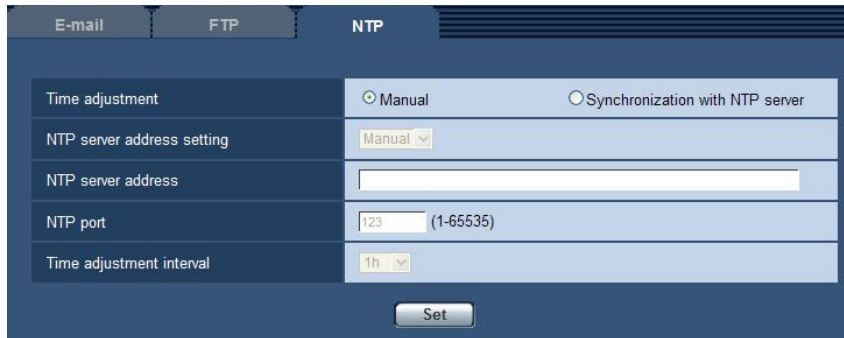 E-mail FTP NTP
Time adjustment Manual Synchronization with NTP server
NTP server address setting Manual
NTP server address
NTP port 123 (1-65535)
Time adjustment interval 1h
Set